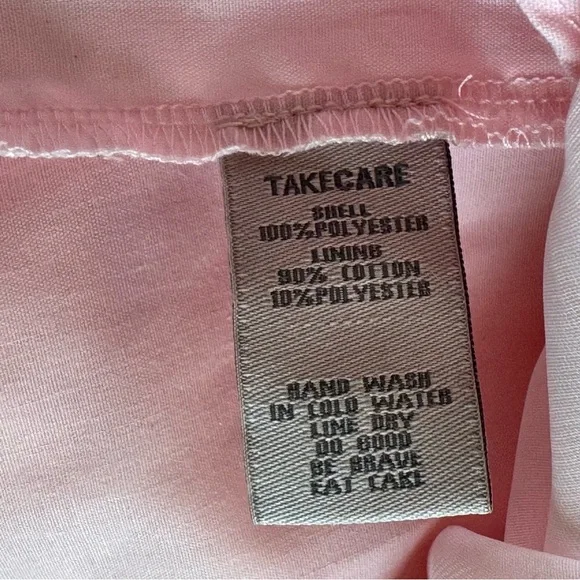 TAKECARE
SHELL
100%POLYESTER
LINING
90% COTTON
10%POLYESTER
HAND WASH
IN COLD WATER
LINE DRY
DO GOOD
BE BRAVE
EAT CAKE